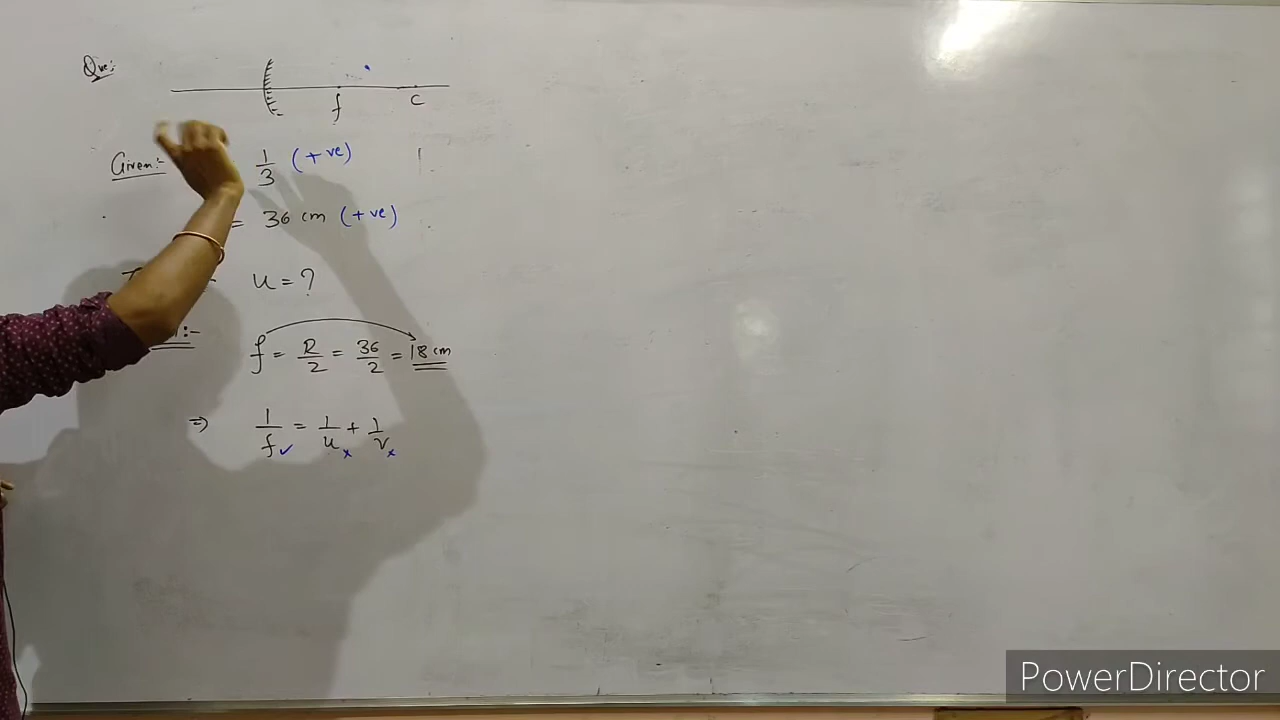 Que:
f C
Given:- 1/3 (+ve)
= 36 cm (+ve)
u = ?
f = R/2 = 36/2 = 18 cm
⇒ 1/f ✓ = 1/u × + 1/v ×
PowerDirector